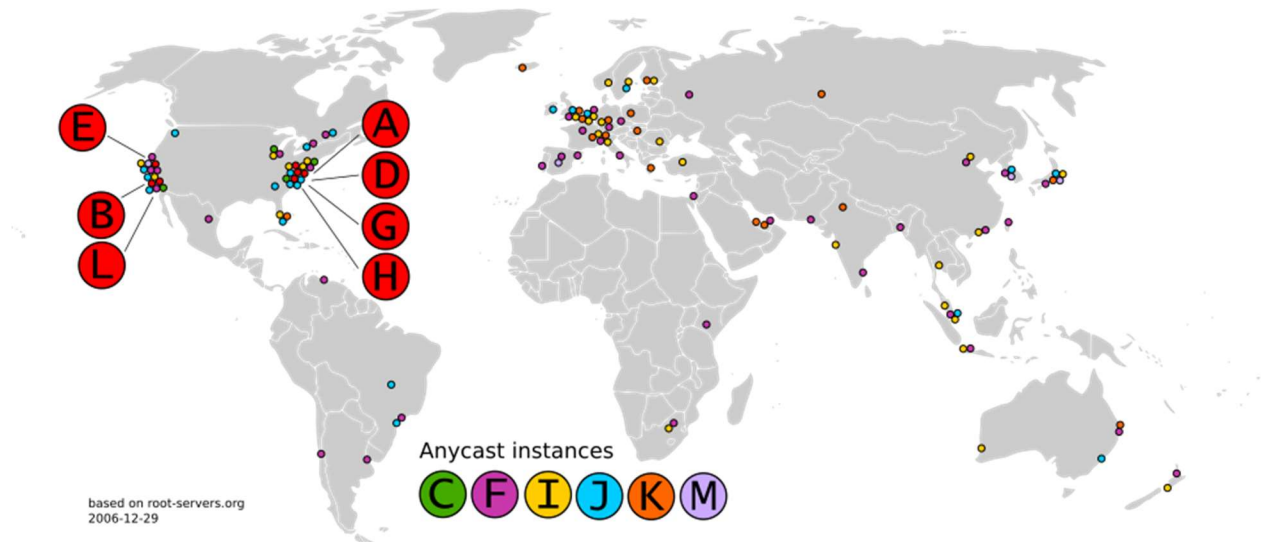 E
A
D
B
G
L
H
Anycast instances
C F I J K M
based on root-servers.org
2006-12-29